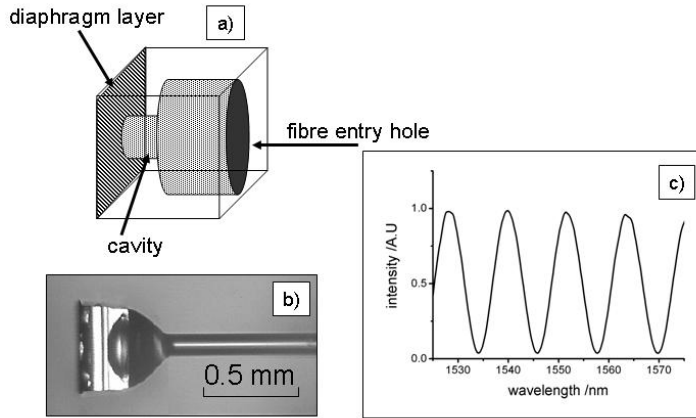 a)
diaphragm layer
fibre entry hole
cavity
b)
0.5 mm
c)
intensity /A.U
1.0
0.5
0.0
1530 1540 1550 1560 1570
wavelength /nm